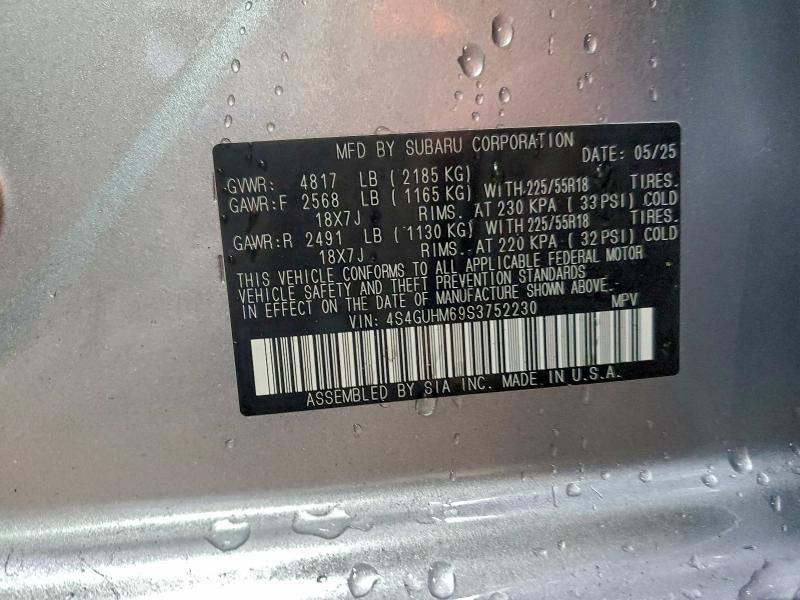 MFD BY SUBARU CORPORATION DATE: 05/25
GVWR: 4817 LB (2185 KG)
GAWR:F 2568 LB (1165 KG) WITH 225/55R18 TIRES.
18X7J RIMS. AT 230 KPA (33 PSI) COLD
GAWR:R 2491 LB (1130 KG) WITH 225/55R18 TIRES.
18X7J RIMS. AT 220 KPA (32 PSI) COLD
THIS VEHICLE CONFORMS TO ALL APPLICABLE FEDERAL MOTOR
VEHICLE SAFETY AND THEFT PREVENTION STANDARDS
IN EFFECT ON THE DATE OF MANUFACTURE SHOWN ABOVE.
VIN: 4S4GUHM69S3752230 MPV
ASSEMBLED BY SIA INC. MADE IN U.S.A.